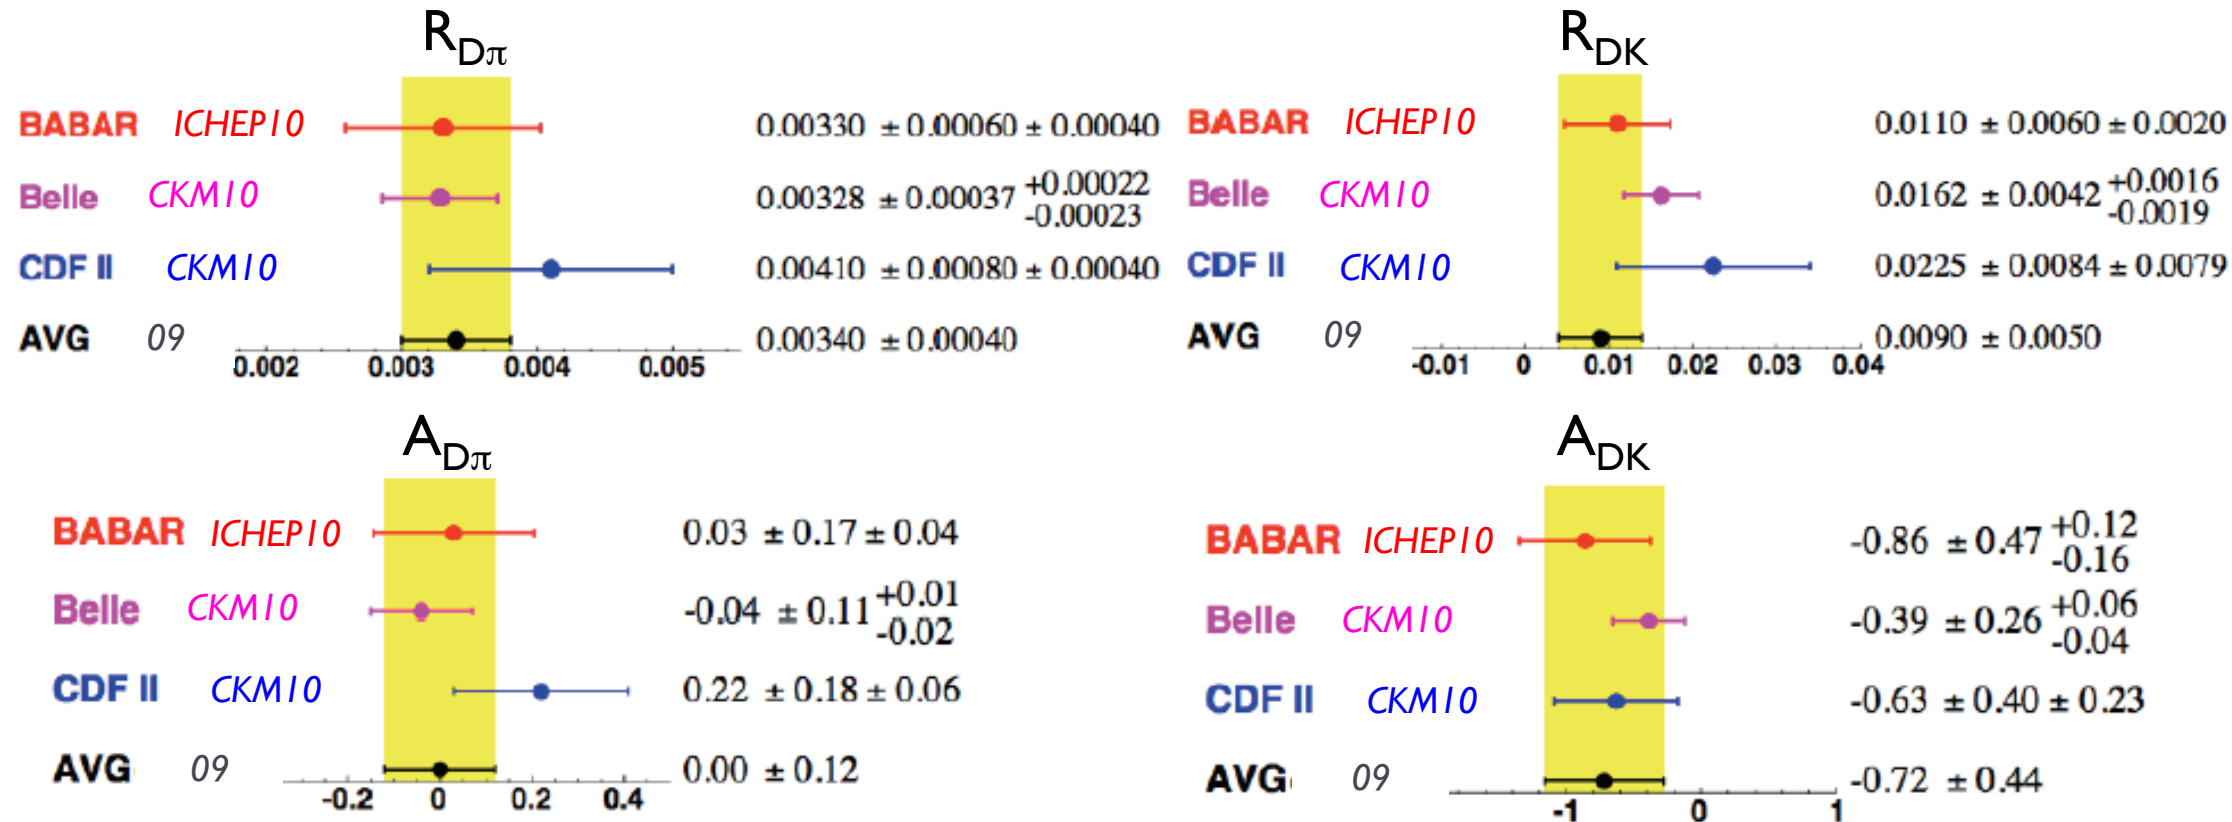 R_Dπ
BABAR ICHEP10 0.00330 ± 0.00060 ± 0.00040
Belle CKM10 0.00328 ± 0.00037 +0.00022 -0.00023
CDF II CKM10 0.00410 ± 0.00080 ± 0.00040
AVG 09 0.00340 ± 0.00040
0.002 0.003 0.004 0.005
R_DK
BABAR ICHEP10 0.0110 ± 0.0060 ± 0.0020
Belle CKM10 0.0162 ± 0.0042 +0.0016 -0.0019
CDF II CKM10 0.0225 ± 0.0084 ± 0.0079
AVG 09 0.0090 ± 0.0050
-0.01 0 0.01 0.02 0.03 0.04
A_Dπ
BABAR ICHEP10 0.03 ± 0.17 ± 0.04
Belle CKM10 -0.04 ± 0.11 +0.01 -0.02
CDF II CKM10 0.22 ± 0.18 ± 0.06
AVG 09 0.00 ± 0.12
-0.2 0 0.2 0.4
A_DK
BABAR ICHEP10 -0.86 ± 0.47 +0.12 -0.16
Belle CKM10 -0.39 ± 0.26 +0.06 -0.04
CDF II CKM10 -0.63 ± 0.40 ± 0.23
AVG 09 -0.72 ± 0.44
-1 0 1